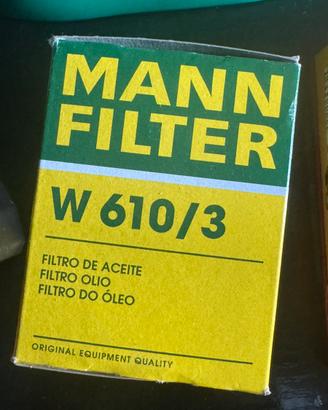 MANN
FILTER
W 610/3
FILTRO DE ACEITE
FILTRO OLIO
FILTRO DO ÓLEO
ORIGINAL EQUIPMENT QUALITY